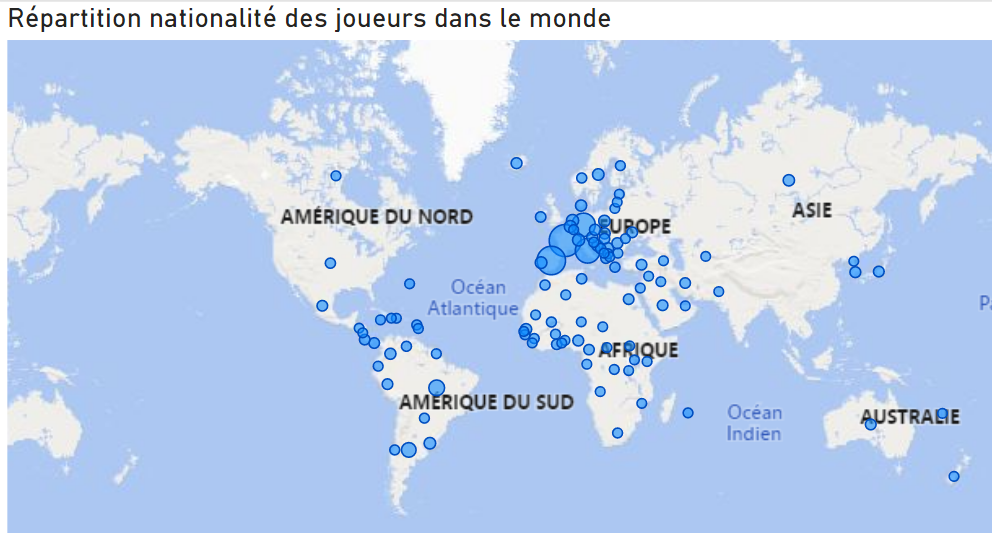 Répartition nationalité des joueurs dans le monde
AMÉRIQUE DU NORD
EUROPE
ASIE
Océan
Atlantique
AFRIQUE
AMÉRIQUE DU SUD
Océan
Indien
AUSTRALIE